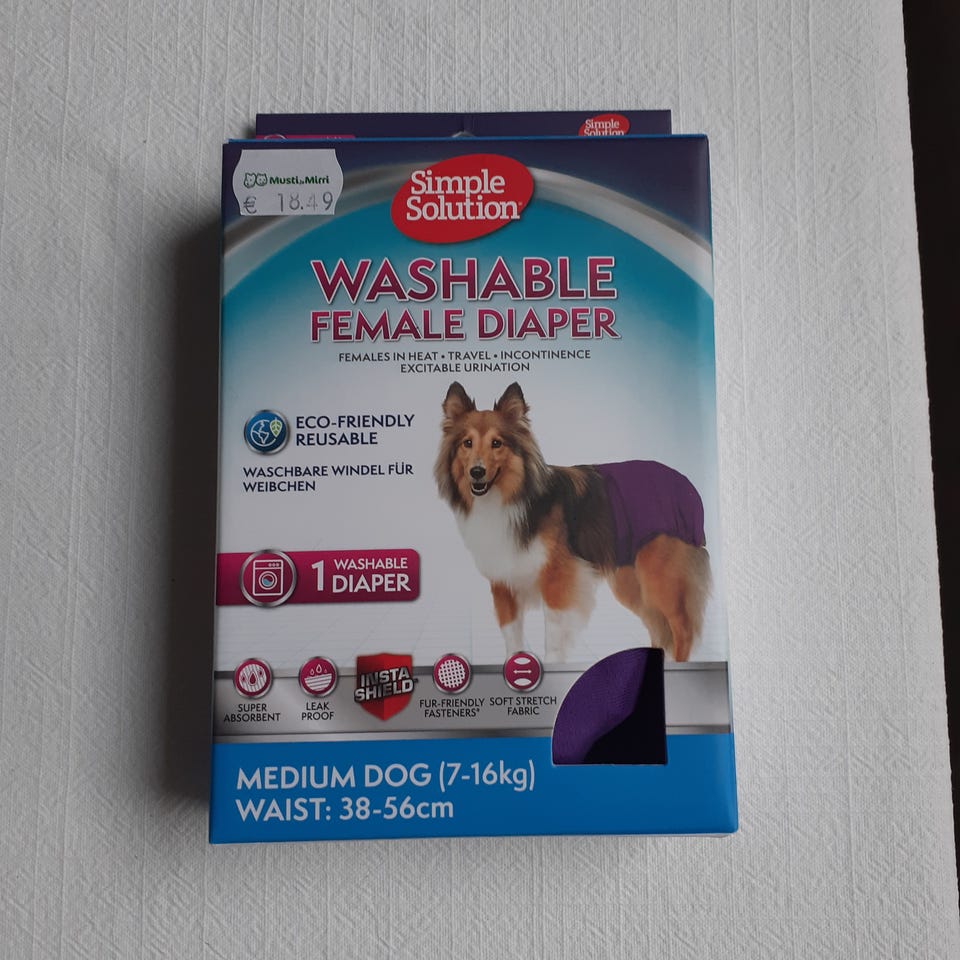 Simple
Solution
Musti ja Mirri
€ 18.49
Simple
Solution
WASHABLE
FEMALE DIAPER
FEMALES IN HEAT • TRAVEL • INCONTINENCE
EXCITABLE URINATION
ECO-FRIENDLY
REUSABLE
WASCHBARE WINDEL FÜR
WEIBCHEN
1 WASHABLE
DIAPER
SUPER
ABSORBENT
LEAK
PROOF
INSTA
SHIELD™
FUR-FRIENDLY
FASTENERS*
SOFT STRETCH
FABRIC
MEDIUM DOG (7-16kg)
WAIST: 38-56cm